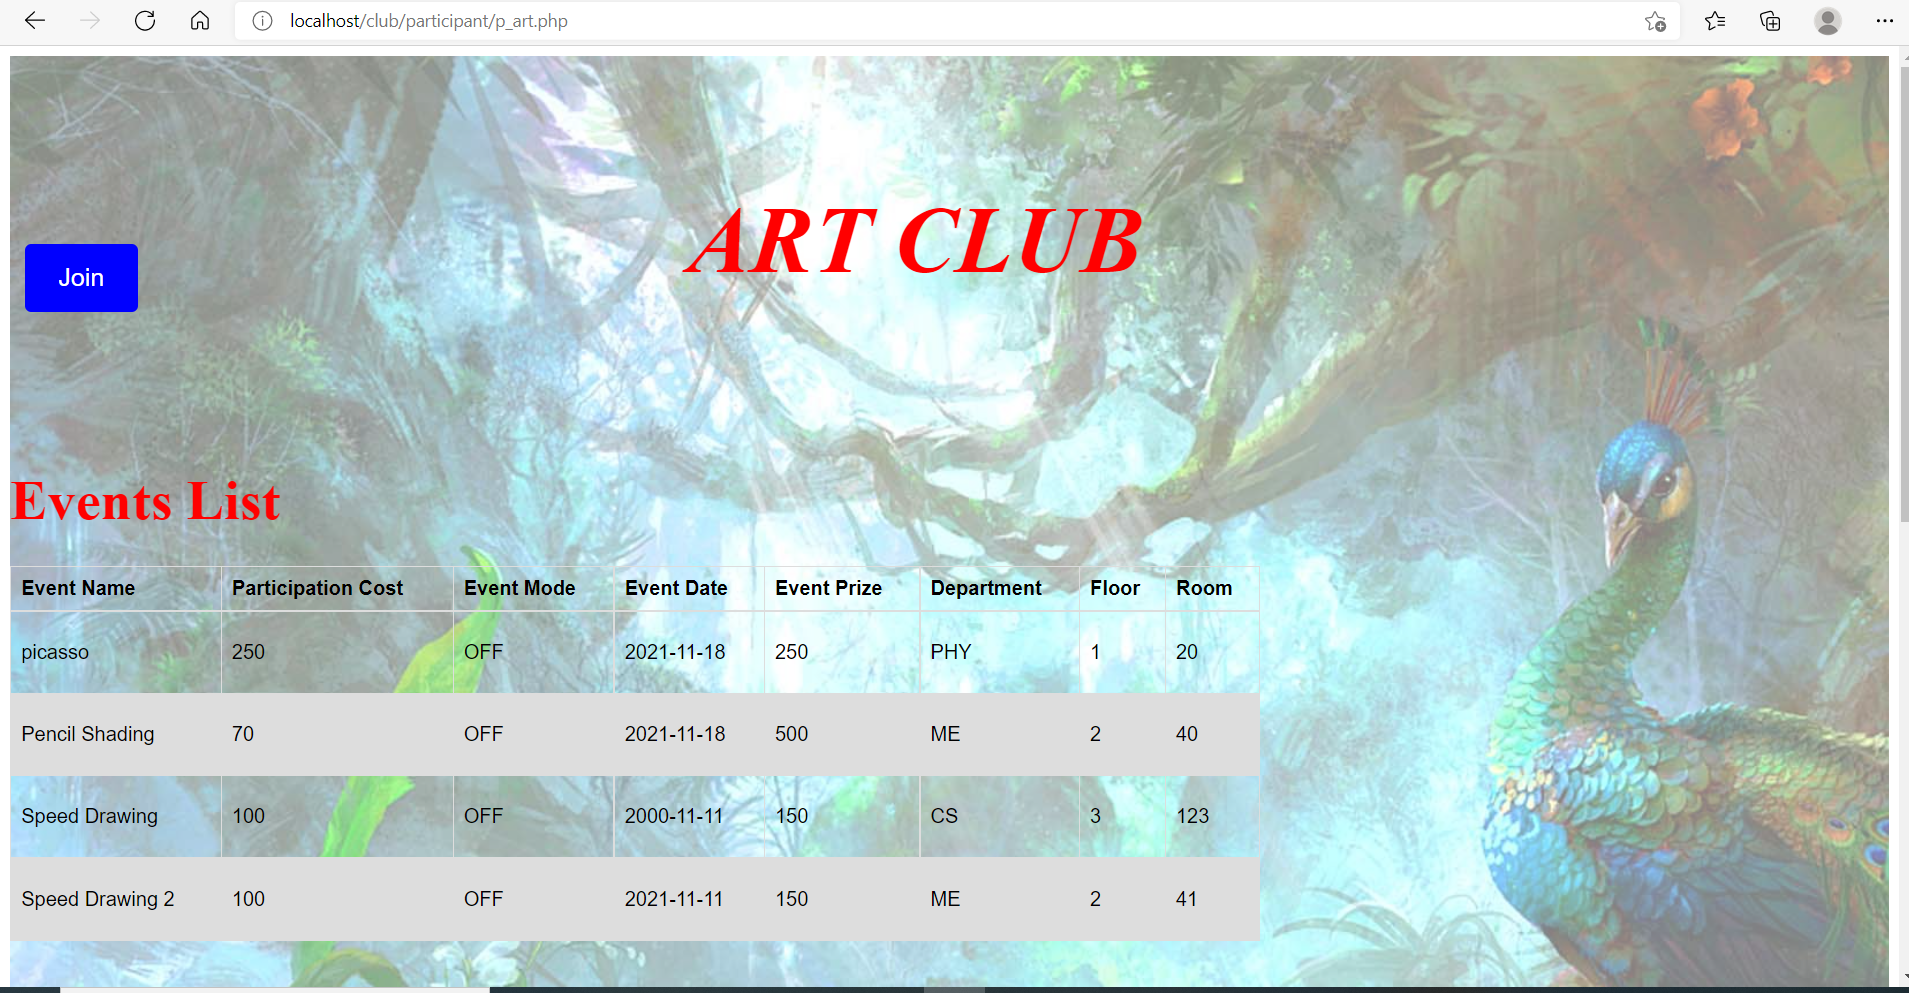 localhost/club/participant/p_art.php
ART CLUB
Join
Events List
Event Name Participation Cost Event Mode Event Date Event Prize Department Floor Room
picasso 250 OFF 2021-11-18 250 PHY 1 20
Pencil Shading 70 OFF 2021-11-18 500 ME 2 40
Speed Drawing 100 OFF 2000-11-11 150 CS 3 123
Speed Drawing 2 100 OFF 2021-11-11 150 ME 2 41